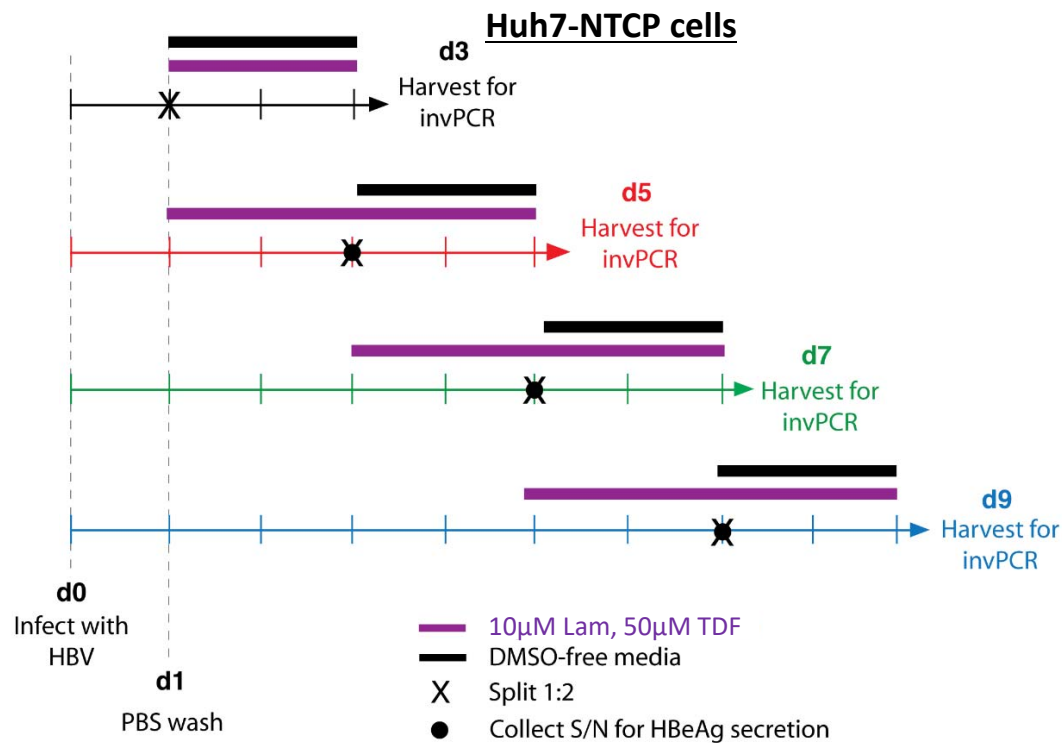 Huh7-NTCP cells
d3
Harvest for
invPCR
X
d5
Harvest for
invPCR
X
d7
Harvest for
invPCR
X
d9
Harvest for
invPCR
X
d0
Infect with
HBV
d1
PBS wash
10µM Lam, 50µM TDF
DMSO-free media
X Split 1:2
Collect S/N for HBeAg secretion